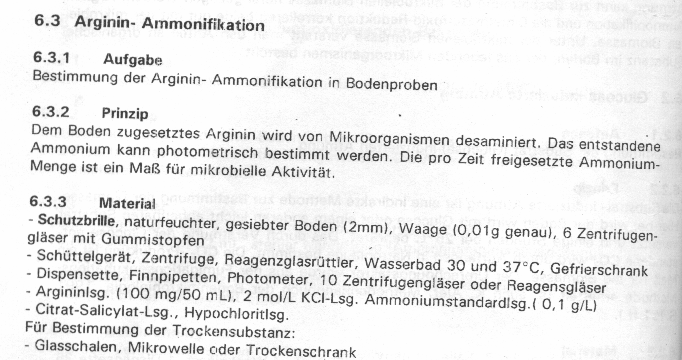 6.3 Arginin- Ammonifikation
6.3.1 Aufgabe
Bestimmung der Arginin- Ammonifikation in Bodenproben
6.3.2 Prinzip
Dem Boden zugesetztes Arginin wird von Mikroorganismen desaminiert. Das entstandene
Ammonium kann photometrisch bestimmt werden. Die pro Zeit freigesetzte Ammonium-
Menge ist ein Maß für mikrobielle Aktivität.
6.3.3 Material
- Schutzbrille, naturfeuchter, gesiebter Boden (2mm), Waage (0,01g genau), 6 Zentrifugen-
gläser mit Gummistopfen
- Schüttelgerät, Zantrifuge, Reagenzglasrüttler, Wasserbad 30 und 37°C, Gefrierschrank
- Dispensette, Finnpipetten, Photometer, 10 Zentrifugengläser oder Reagensgläser
- Argininlsg. (100 mg/50 mL), 2 mol/L KCl-Lsg. Ammoniumstandardlsg.( 0,1 g/L)
- Citrat-Salicylat-Lsg., Hypochloritlsg.
Für Bestimmung der Trockensubstanz:
- Glasschalen, Mikrowelle oder Trockenschrank